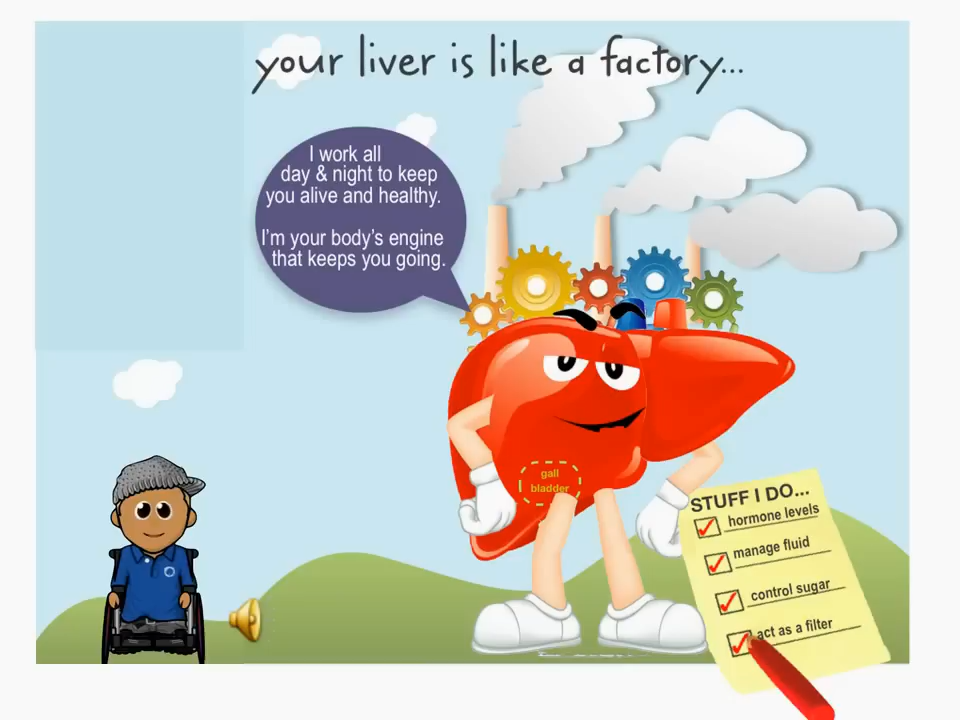 your liver is like a factory...
I work all
day & night to keep
you alive and healthy.
I'm your body's engine
that keeps you going.
gall
bladder
STUFF I DO...
hormone levels
manage fluid
control sugar
act as a filter